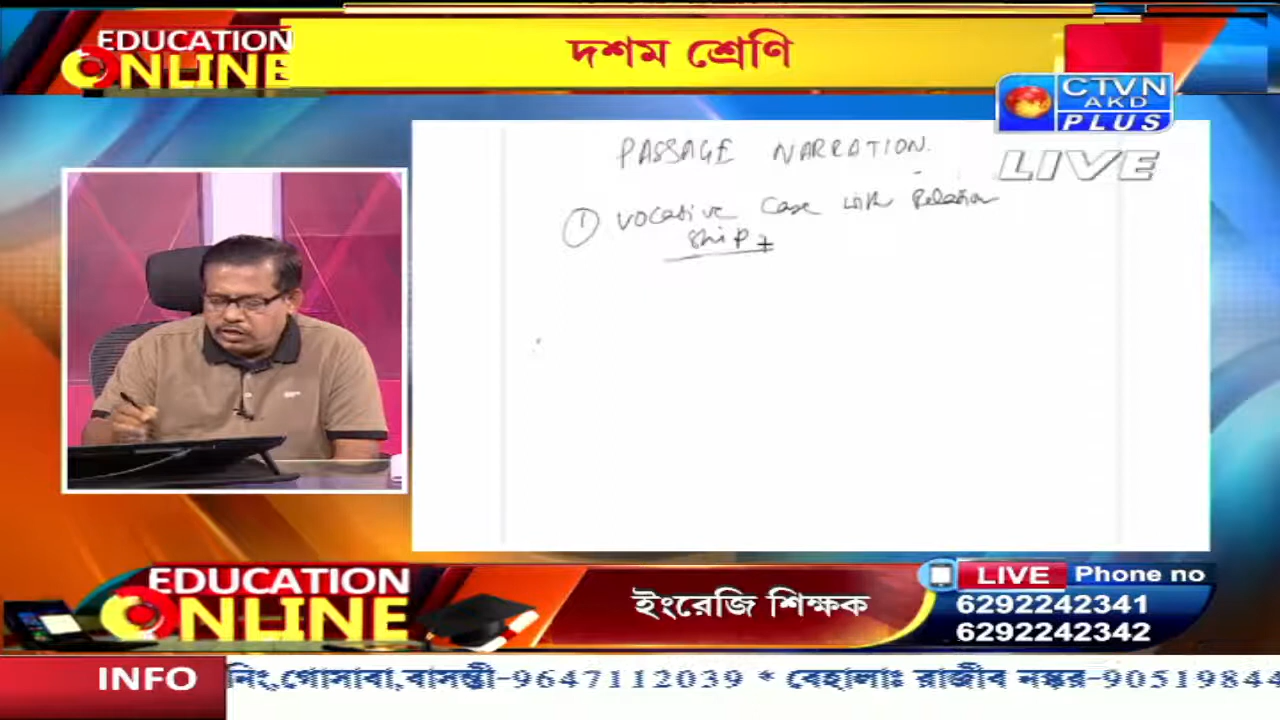 EDUCATION
ONLINE
দশম শ্রেণি
CTVN
AKD
PLUS
LIVE
PASSAGE NARRATION.
① Vocative Case with Relation
ship
EDUCATION
ONLINE
ইংরেজি শিক্ষক
LIVE Phone no
6292242341
6292242342
INFO
নিং,গোসাবা,বাসন্তী-9647112039 * বেহালাঃ রাজীব নস্কর-90519844